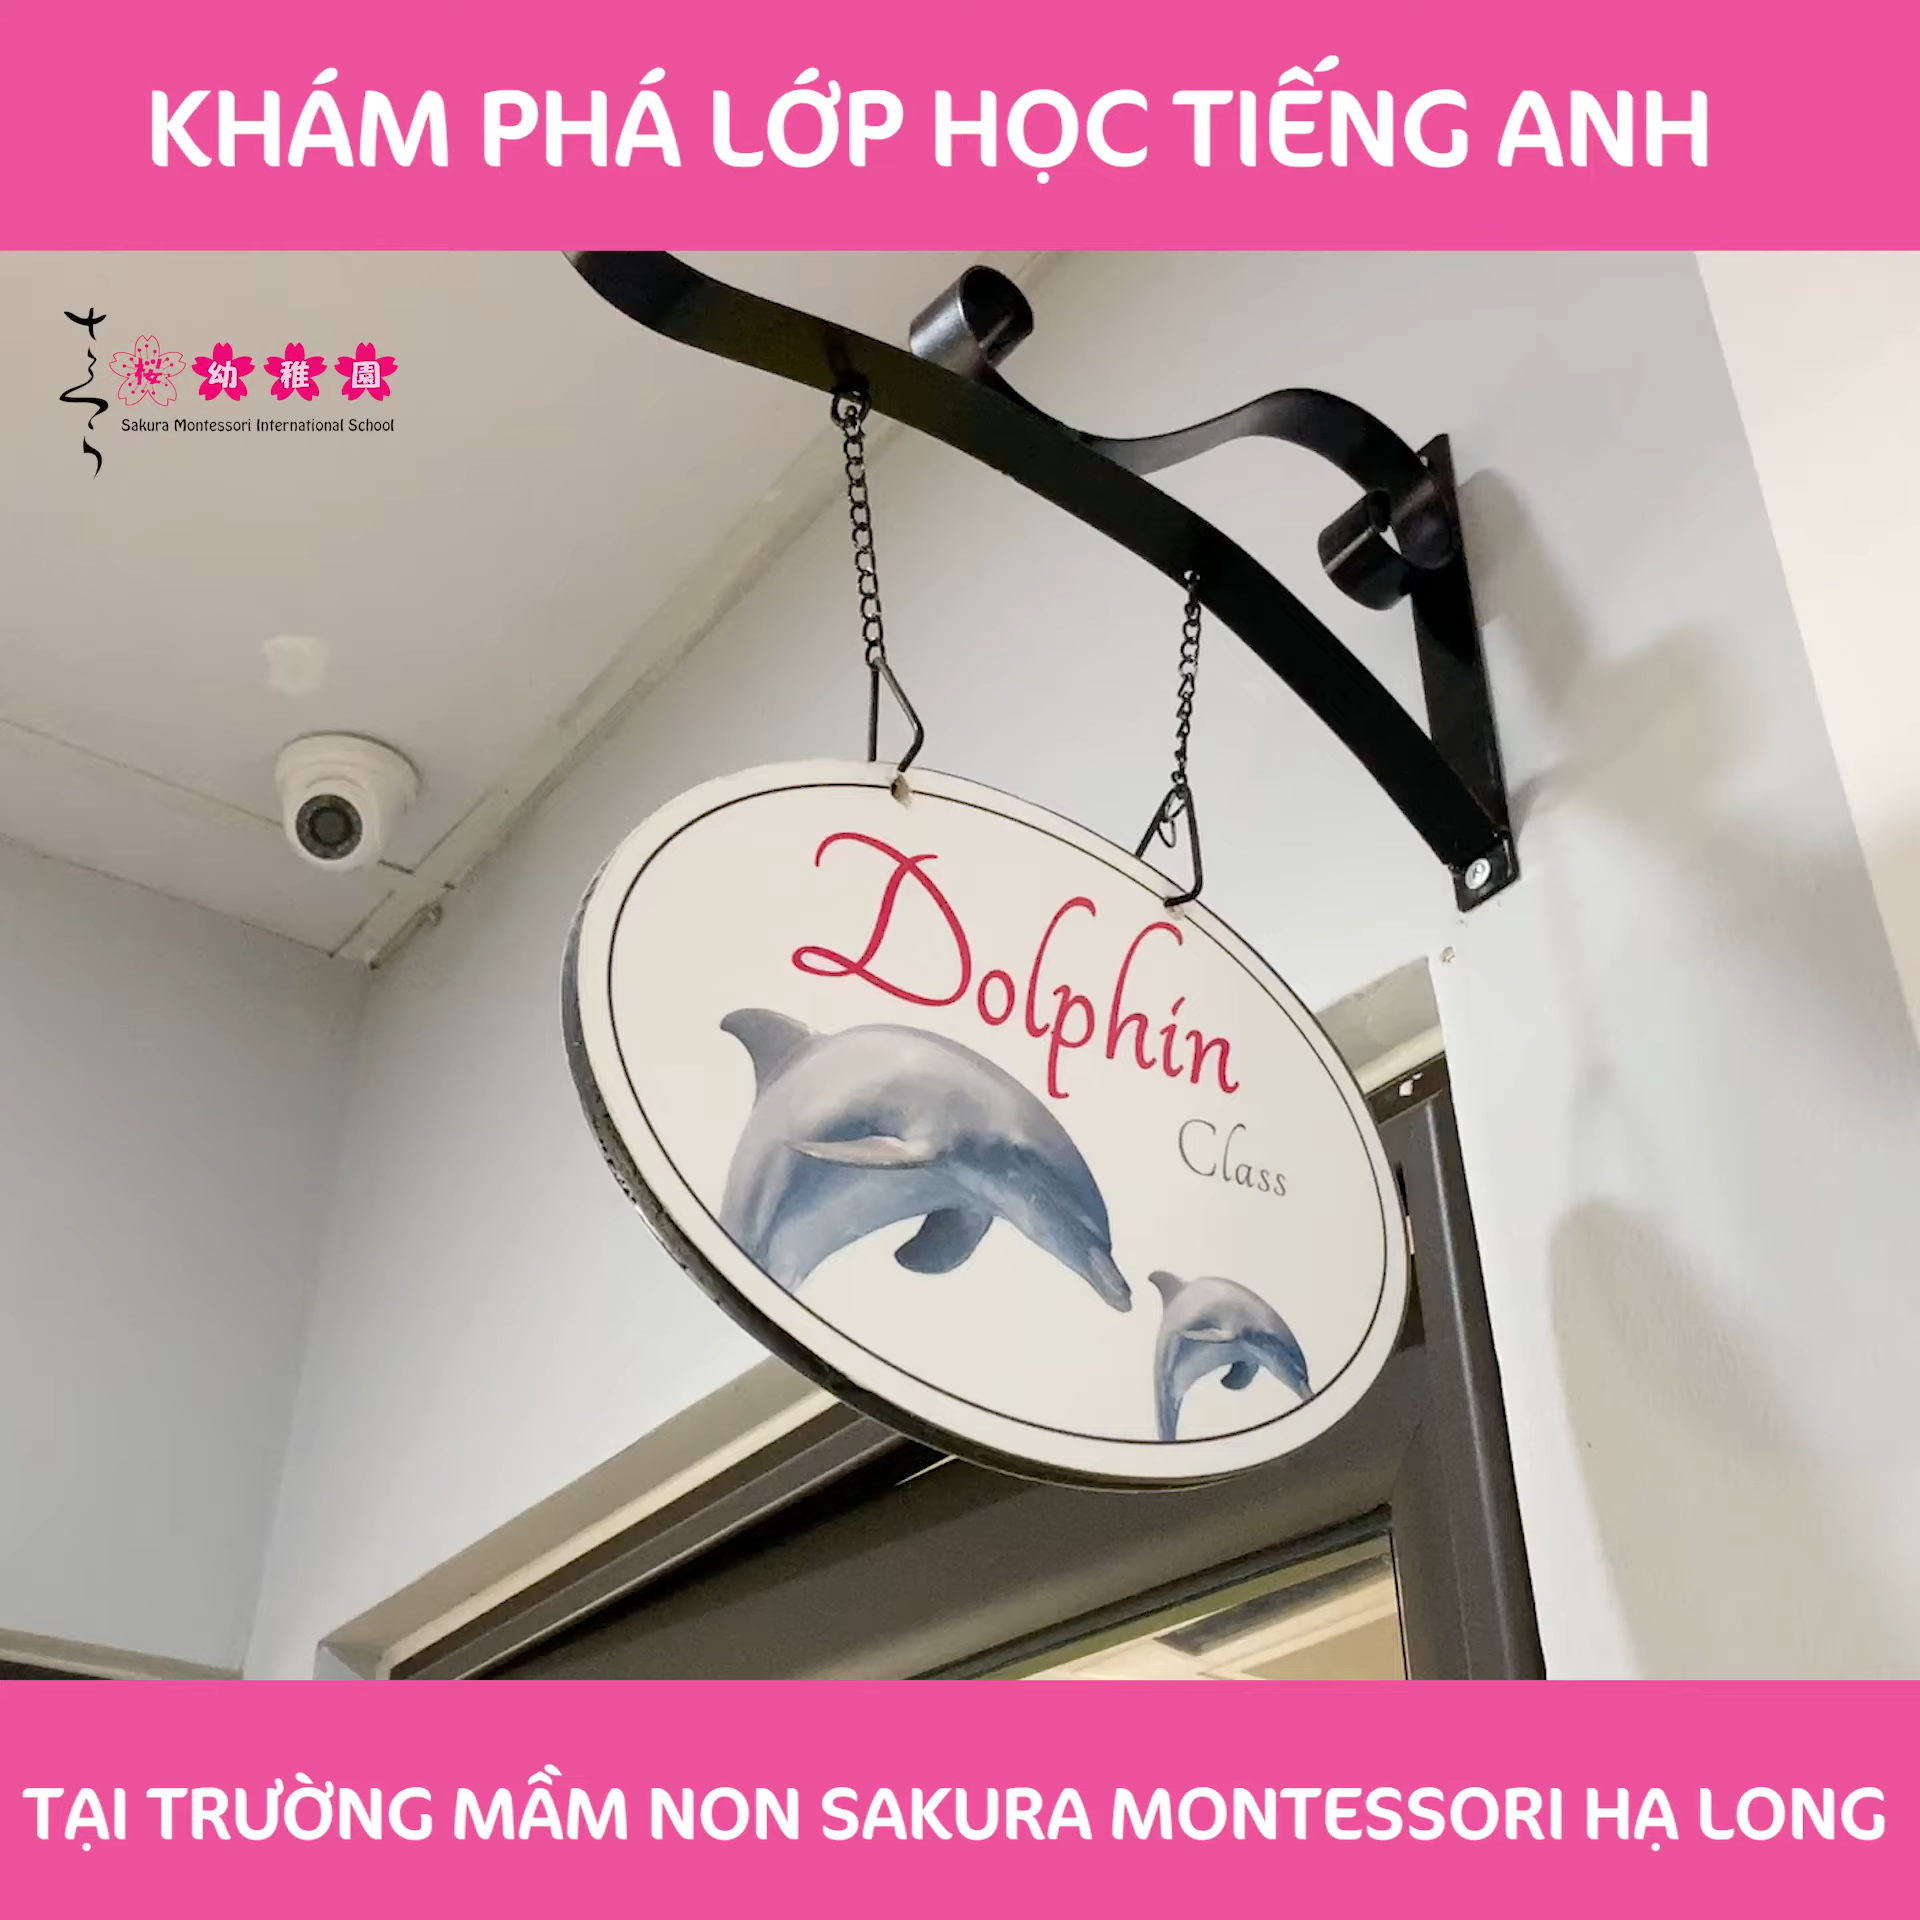 KHÁM PHÁ LỚP HỌC TIẾNG ANH
桜幼稚園
Sakura Montessori International School
Dolphin
Class
TẠI TRƯỜNG MẦM NON SAKURA MONTESSORI HẠ LONG